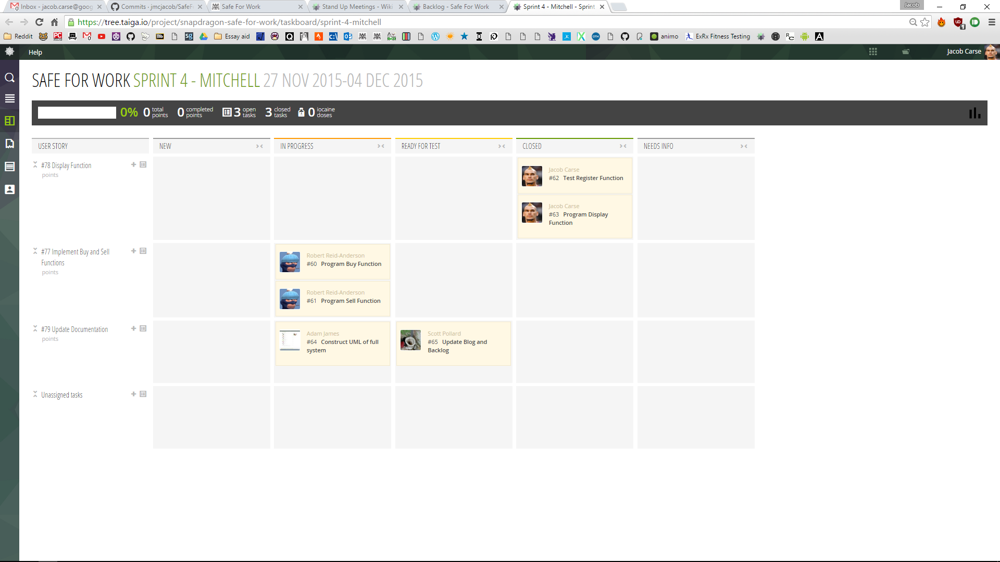 Inbox - jacob.carse@goog
Commits · jmcjacob/SafeF
Safe For Work
Stand Up Meetings - Wiki
Backlog - Safe For Work
Sprint 4 - Mitchell - Sprint
Jacob
https://tree.taiga.io/project/snapdragon-safe-for-work/taskboard/sprint-4-mitchell
Reddit
Essay aid
animo
ExRx Fitness Testing
Help
Jacob Carse
SAFE FOR WORK SPRINT 4 - MITCHELL 27 NOV 2015-04 DEC 2015
0% 0 total points 0 completed points 3 open tasks 3 closed tasks 0 iocaine doses
USER STORY
NEW
IN PROGRESS
READY FOR TEST
CLOSED
NEEDS INFO
#78 Display Function
points
Jacob Carse
#62 Test Register Function
Jacob Carse
#63 Program Display
Function
#77 Implement Buy and Sell
Functions
points
Robert Reid-Anderson
#60 Program Buy Function
Robert Reid-Anderson
#61 Program Sell Function
#79 Update Documentation
points
Adam James
#64 Construct UML of full
system
Scott Pollard
#65 Update Blog and
Backlog
Unassigned tasks